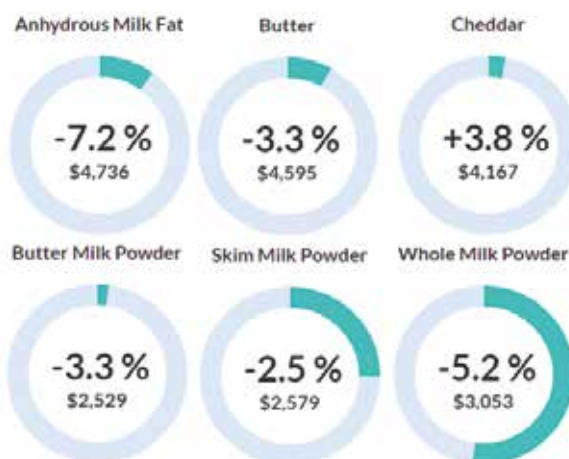 Anhydrous Milk Fat
Butter
Cheddar
-7.2 %
$4,736
-3.3 %
$4,595
+3.8 %
$4,167
Butter Milk Powder
Skim Milk Powder
Whole Milk Powder
-3.3 %
$2,529
-2.5 %
$2,579
-5.2 %
$3,053